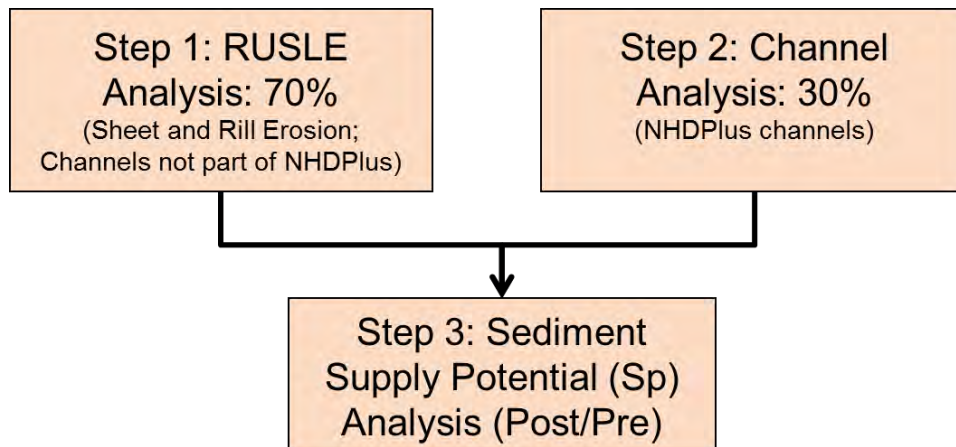 Step 1: RUSLE
Analysis: 70%
(Sheet and Rill Erosion;
Channels not part of NHDPlus)
Step 2: Channel
Analysis: 30%
(NHDPlus channels)
Step 3: Sediment
Supply Potential (Sp)
Analysis (Post/Pre)